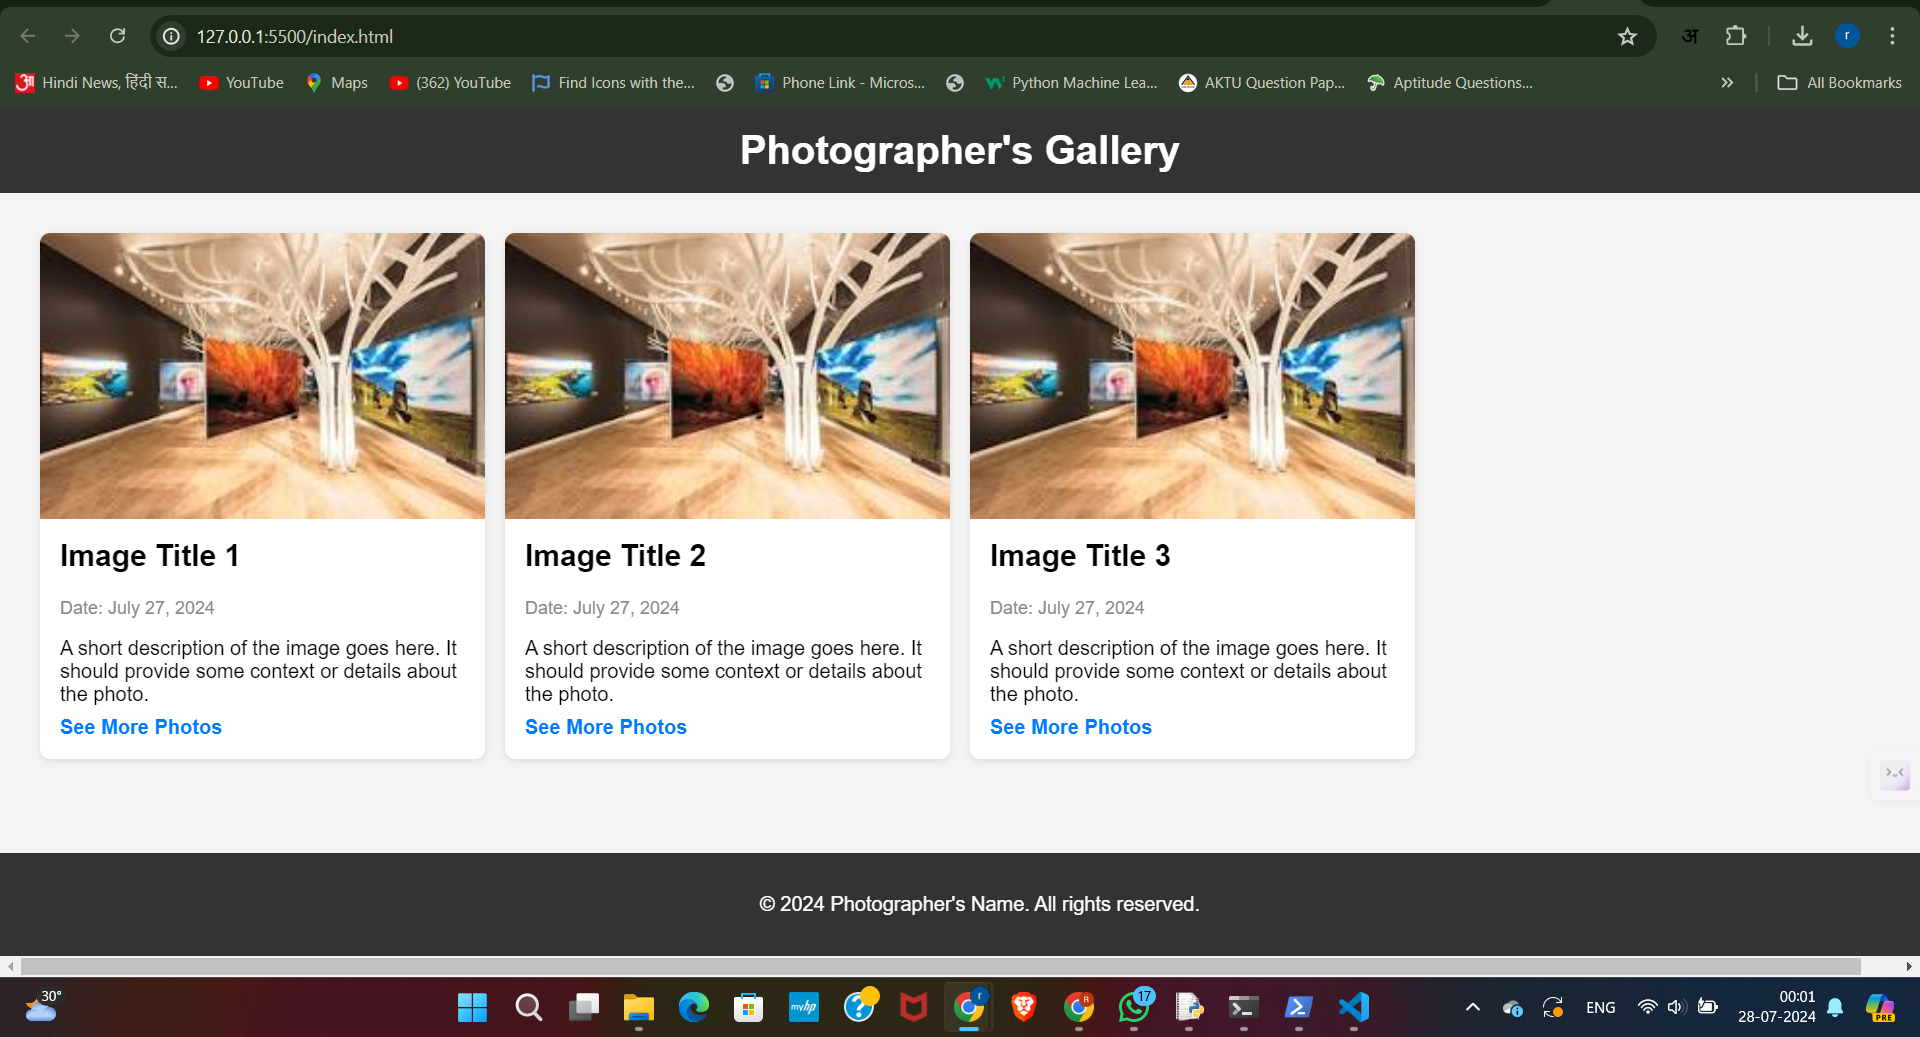 127.0.0.1:5500/index.html
अ
r
Hindi News, हिंदी स...
YouTube
Maps
(362) YouTube
Find Icons with the...
Phone Link - Micros...
Python Machine Lea...
AKTU Question Pap...
Aptitude Questions...
All Bookmarks
Photographer's Gallery
Image Title 1
Date: July 27, 2024
A short description of the image goes here. It
should provide some context or details about
the photo.
See More Photos
Image Title 2
Date: July 27, 2024
A short description of the image goes here. It
should provide some context or details about
the photo.
See More Photos
Image Title 3
Date: July 27, 2024
A short description of the image goes here. It
should provide some context or details about
the photo.
See More Photos
© 2024 Photographer's Name. All rights reserved.
30°
myhp
r
R
17
ENG
00:01
28-07-2024
PRE